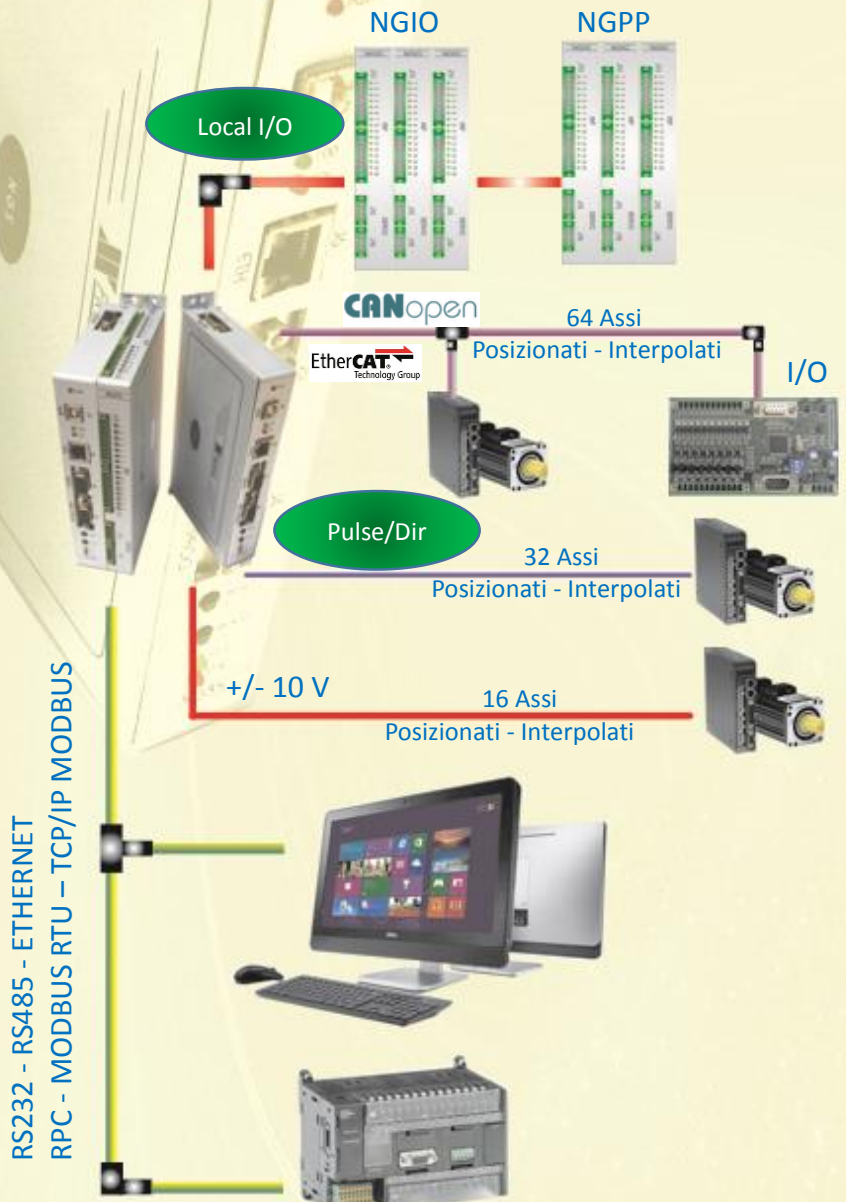 NGIO
NGPP
Local I/O
CANopen
64 Assi
Posizionati - Interpolati
EtherCAT
Technology Group
I/O
Pulse/Dir
32 Assi
Posizionati - Interpolati
+/- 10 V
16 Assi
Posizionati - Interpolati
RS232 - RS485 - ETHERNET
RPC - MODBUS RTU – TCP/IP MODBUS